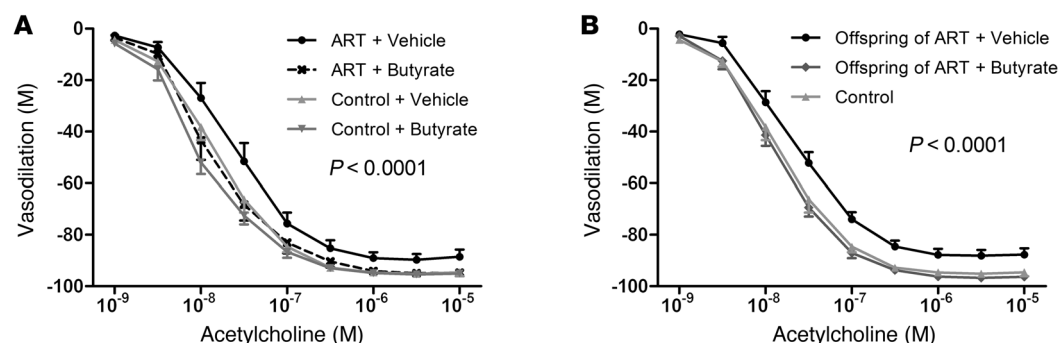 A
0
-20
-40
-60
-80
-100
Vasodilation (M)
10-9
10-8
10-7
10-6
10-5
Acetylcholine (M)
ART + Vehicle
ART + Butyrate
Control + Vehicle
Control + Butyrate
P < 0.0001
B
0
-20
-40
-60
-80
-100
Vasodilation (M)
10-9
10-8
10-7
10-6
10-5
Acetylcholine (M)
Offspring of ART + Vehicle
Offspring of ART + Butyrate
Control
P < 0.0001